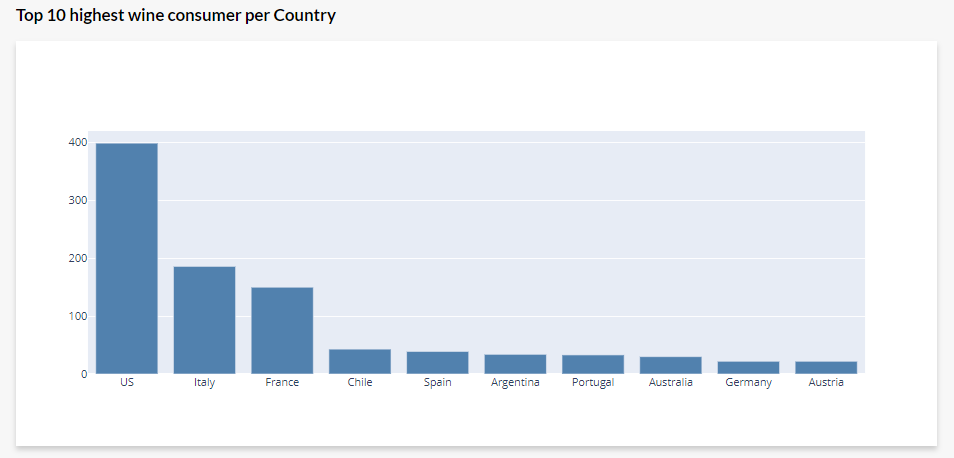 Top 10 highest wine consumer per Country
400
300
200
100
0
US Italy France Chile Spain Argentina Portugal Australia Germany Austria